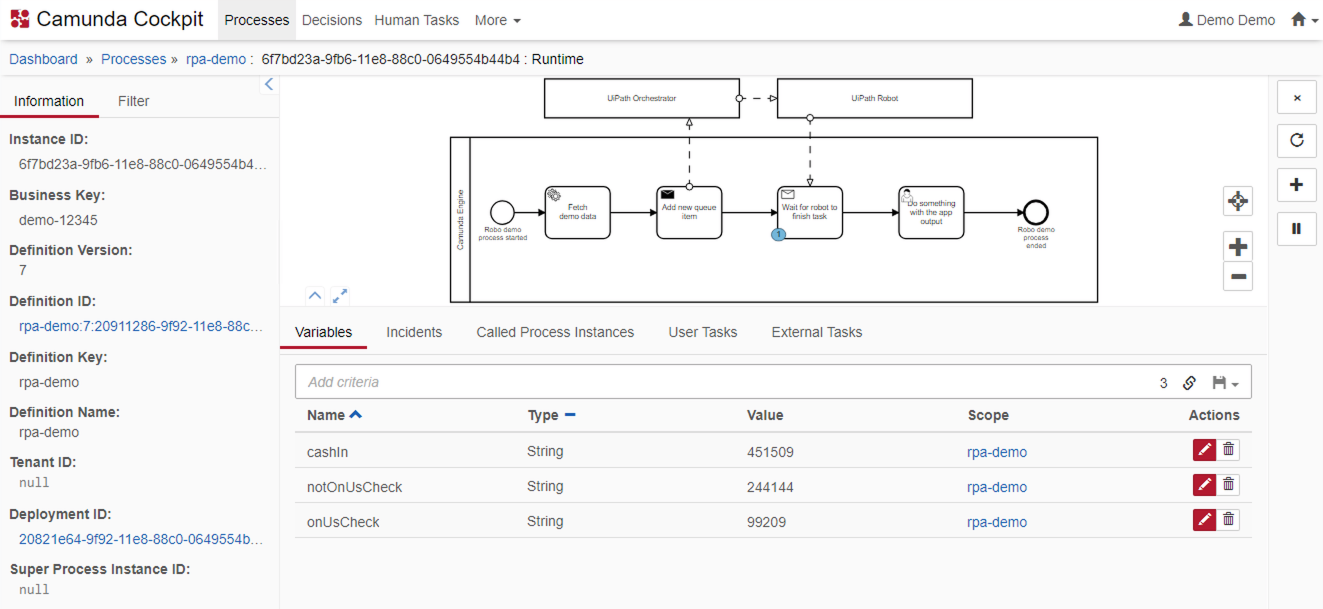 Camunda Cockpit Processes Decisions Human Tasks More Demo Demo
Dashboard » Processes » rpa-demo : 6f7bd23a-9fb6-11e8-88c0-0649554b44b4 : Runtime
Information Filter
Instance ID:
6f7bd23a-9fb6-11e8-88c0-0649554b4...
Business Key:
demo-12345
Definition Version:
7
Definition ID:
rpa-demo:7:20911286-9f92-11e8-88c...
Definition Key:
rpa-demo
Definition Name:
rpa-demo
Tenant ID:
null
Deployment ID:
20821e64-9f92-11e8-88c0-0649554b...
Super Process Instance ID:
null
UiPath Orchestrator
UiPath Robot
Camunda Engine
Robo demo
process started
Fetch
demo data
Add new queue
item
Wait for robot to
finish task
1
Do something
with the app
output
Robo demo
process
ended
Variables Incidents Called Process Instances User Tasks External Tasks
Add criteria 3
Name Type Value Scope Actions
cashIn String 451509 rpa-demo
notOnUsCheck String 244144 rpa-demo
onUsCheck String 99209 rpa-demo